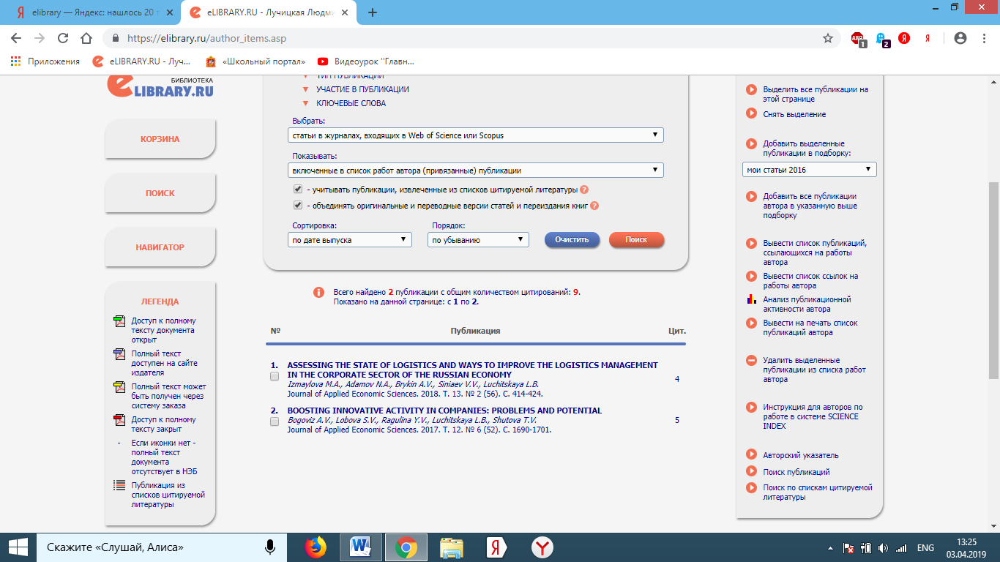 elibrary — Яндекс: нашлось 20 т
eLIBRARY.RU - Лучицкая Людми
https://elibrary.ru/author_items.asp
ABP
1
2
Я
Я
Приложения
eLIBRARY.RU - Луч...
«Школьный портал»
Видеоурок "Главн...
БИБЛИОТЕКА
eLIBRARY.RU
КОРЗИНА
ПОИСК
НАВИГАТОР
ЛЕГЕНДА
Доступ к полному
тексту документа
открыт
Полный текст
доступен на сайте
издателя
Полный текст может
быть получен через
систему заказа
Доступ к полному
тексту закрыт
- Если иконки нет -
полный текст
документа
отсутствует в НЭБ
Публикация из
списков цитируемой
литературы
ТИП ПУБЛИКАЦИИ
УЧАСТИЕ В ПУБЛИКАЦИИ
КЛЮЧЕВЫЕ СЛОВА
Выбрать:
статьи в журналах, входящих в Web of Science или Scopus
Показывать:
включенные в список работ автора (привязанные) публикации
- учитывать публикации, извлеченные из списков цитируемой литературы ?
- объединять оригинальные и переводные версии статей и переиздания книг ?
Сортировка: Порядок:
по дате выпуска по убыванию Очистить Поиск
Всего найдено 2 публикации с общим количеством цитирований: 9.
Показано на данной странице: с 1 по 2.
№ Публикация Цит.
1. ASSESSING THE STATE OF LOGISTICS AND WAYS TO IMPROVE THE LOGISTICS MANAGEMENT
IN THE CORPORATE SECTOR OF THE RUSSIAN ECONOMY
Izmaylova M.A., Adamov N.A., Brykin A.V., Siniaev V.V., Luchitskaya L.B.
Journal of Applied Economic Sciences. 2018. Т. 13. № 2 (56). С. 414-424.
4
2. BOOSTING INNOVATIVE ACTIVITY IN COMPANIES: PROBLEMS AND POTENTIAL
Bogoviz A.V., Lobova S.V., Ragulina Y.V., Luchitskaya L.B., Shutova T.V.
Journal of Applied Economic Sciences. 2017. Т. 12. № 6 (52). С. 1690-1701.
5
Выделить все публикации на
этой странице
Снять выделение
Добавить выделенные
публикации в подборку:
мои статьи 2016
Добавить все публикации
автора в указанную выше
подборку
Вывести список публикаций,
ссылающихся на работы
автора
Вывести список ссылок на
работы автора
Анализ публикационной
активности автора
Вывести на печать список
публикаций автора
Удалить выделенные
публикации из списка работ
автора
Инструкция для авторов по
работе в системе SCIENCE
INDEX
Авторский указатель
Поиск публикаций
Поиск по спискам цитируемой
литературы
Скажите «Слушай, Алиса»
ENG
13:25
03.04.2019